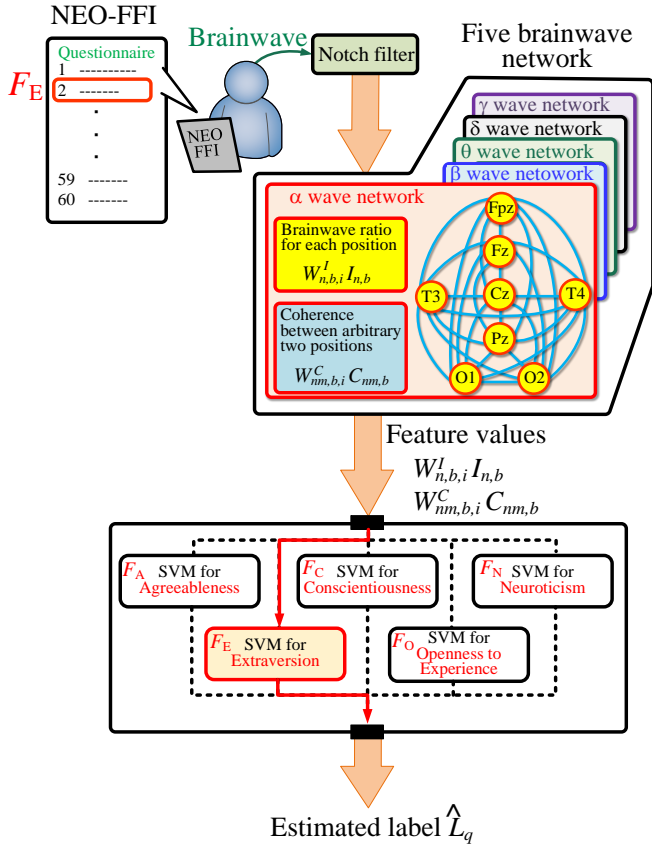 NEO-FFI
Questionnaire
1 ----------
2 -------
.
.
.
59 -------
60 -------
F_E
Brainwave
NEO
FFI
Notch filter
Five brainwave
network
γ wave network
δ wave network
θ wave network
β wave netowork
α wave network
Brainwave ratio
for each position
W^I_{n,b,i} I_{n,b}
Coherence
between arbitrary
two positions
W^C_{nm,b,i} C_{nm,b}
Fpz
Fz
T3 Cz T4
Pz
O1 O2
Feature values
W^I_{n,b,i} I_{n,b}
W^C_{nm,b,i} C_{nm,b}
F_A SVM for
Agreeableness
F_C SVM for
Conscientiousness
F_N SVM for
Neuroticism
F_E SVM for
Extraversion
F_O SVM for
Openness to
Experience
Estimated label L̂_q